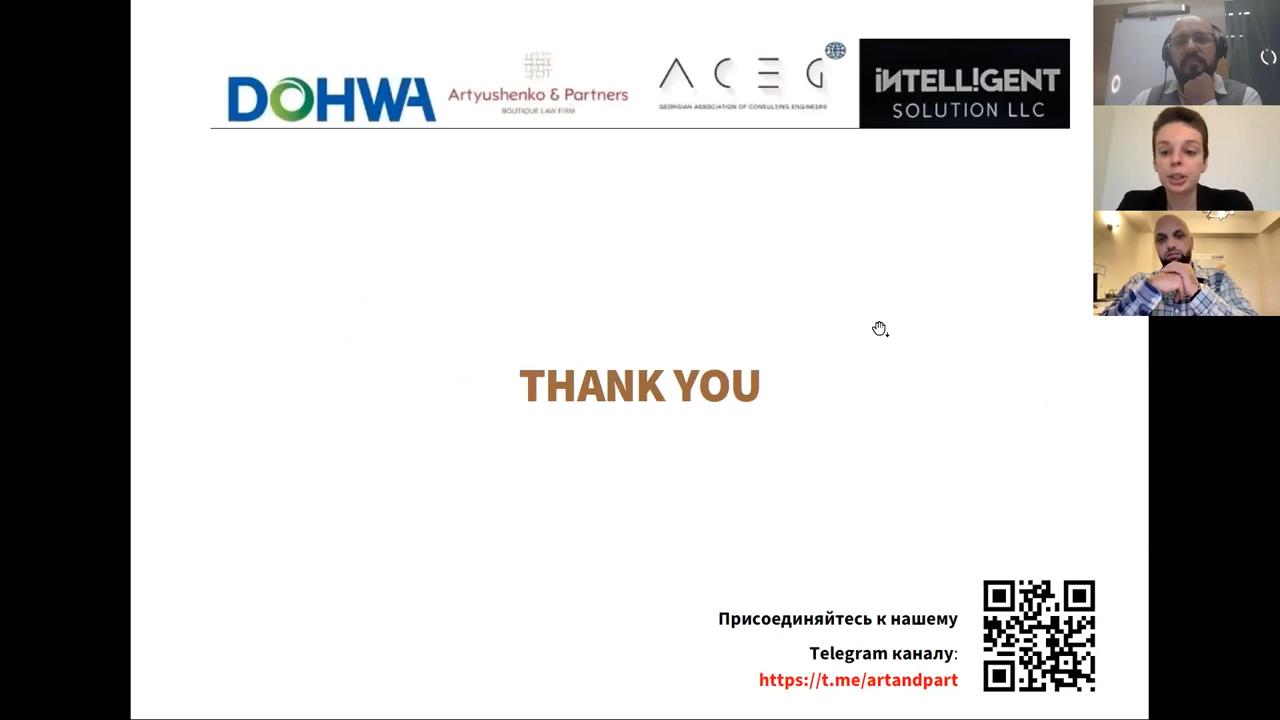 DOHWA
Artyushenko & Partners
BOUTIQUE LAW FIRM
ACEG
GEORGIAN ASSOCIATION OF CONSULTING ENGINEERS
iNTELL!GENT
SOLUTION LLC
THANK YOU
Присоединяйтесь к нашему
Telegram каналу:
https://t.me/artandpart